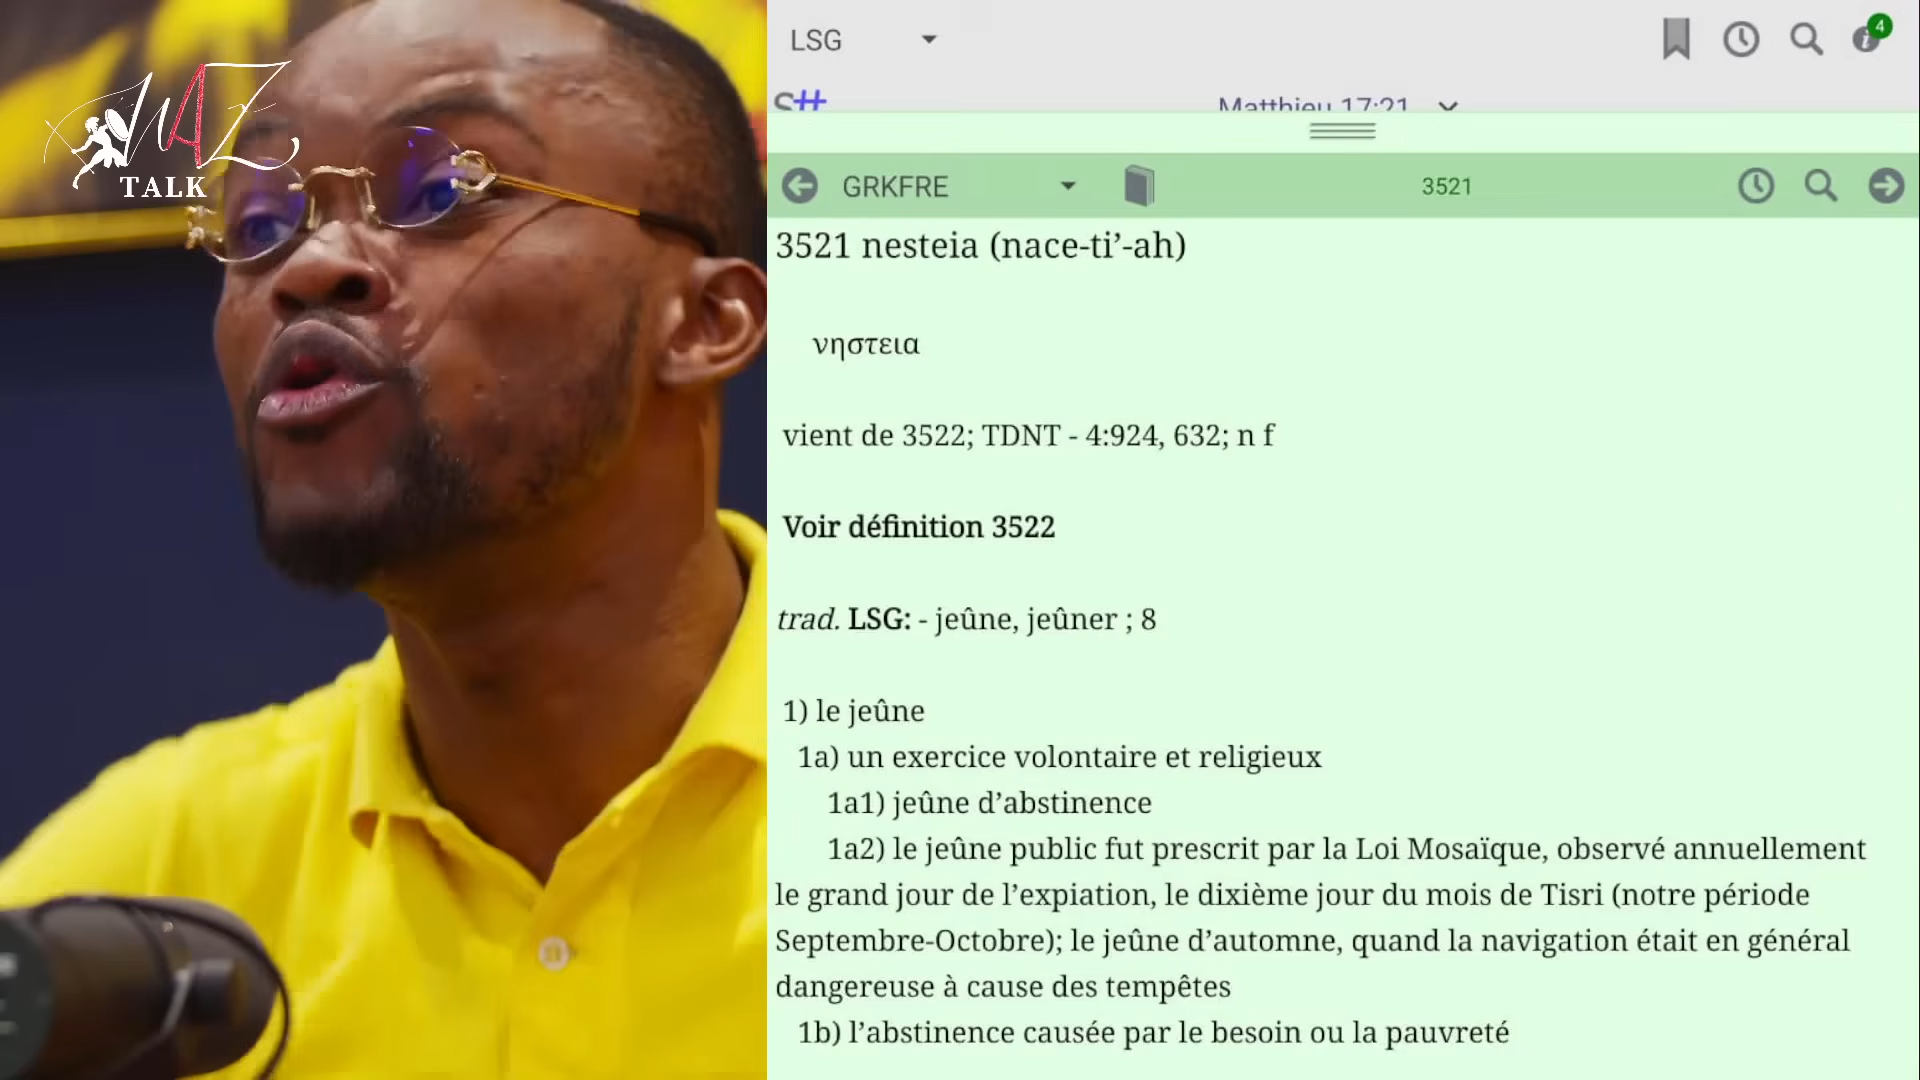 WAZ
TALK
LSG
4
S#
Matthieu 17:21
GRKFRE
3521
3521 nesteia (nace-ti’-ah)
νηστεια
vient de 3522; TDNT - 4:924, 632; n f
Voir définition 3522
trad. LSG: - jeûne, jeûner ; 8
1) le jeûne
1a) un exercice volontaire et religieux
1a1) jeûne d’abstinence
1a2) le jeûne public fut prescrit par la Loi Mosaïque, observé annuellement
le grand jour de l’expiation, le dixième jour du mois de Tisri (notre période
Septembre-Octobre); le jeûne d’automne, quand la navigation était en général
dangereuse à cause des tempêtes
1b) l’abstinence causée par le besoin ou la pauvreté